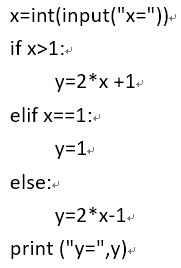 x=int(input("x="))
if x>1:
y=2*x +1
elif x==1:
y=1
else:
y=2*x-1
print ("y=",y)